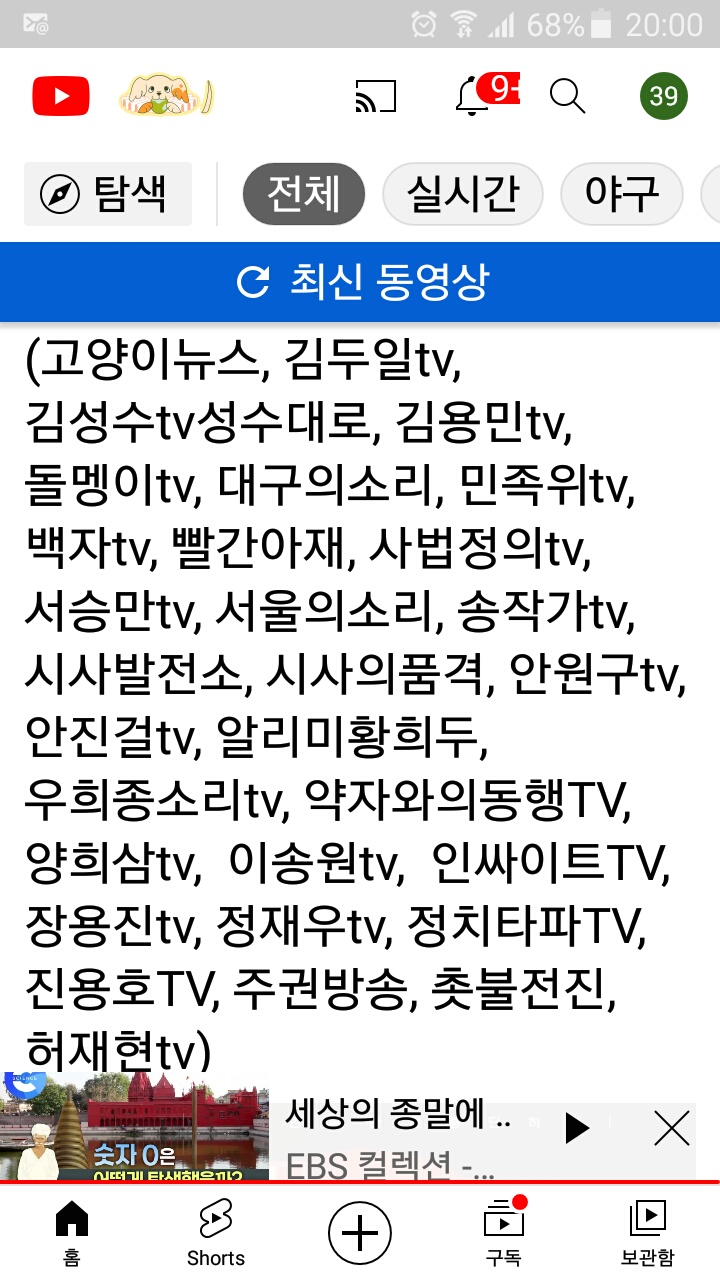 68% 20:00
9+
39
탐색 전체 실시간 야구
최신 동영상
(고양이뉴스, 김두일tv,
김성수tv성수대로, 김용민tv,
돌멩이tv, 대구의소리, 민족위tv,
백자tv, 빨간아재, 사법정의tv,
서승만tv, 서울의소리, 송작가tv,
시사발전소, 시사의품격, 안원구tv,
안진걸tv, 알리미황희두,
우희종소리tv, 약자와의동행TV,
양희삼tv, 이송원tv, 인싸이트TV,
장용진tv, 정재우tv, 정치타파TV,
진용호TV, 주권방송, 촛불전진,
허재현tv)
SCIENCE
숫자 0은
어떻게 탄생했을까?
세상의 종말에 ..
EBS 컬렉션 -...
홈 Shorts 구독 보관함